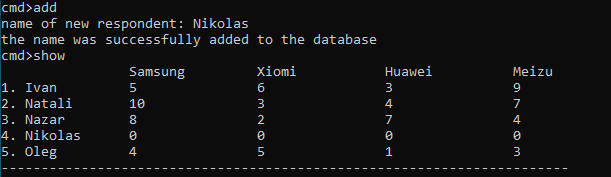 cmd>add
name of new respondent: Nikolas
the name was successfully added to the database
cmd>show
Samsung Xiomi Huawei Meizu
1. Ivan 5 6 3 9
2. Natali 10 3 4 7
3. Nazar 8 2 7 4
4. Nikolas 0 0 0 0
5. Oleg 4 5 1 3
-----------------------------------------------------------------------